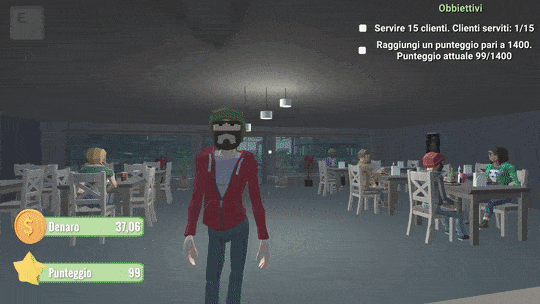 E
Obbiettivi
Servire 15 clienti. Clienti serviti: 1/15
Raggiungi un punteggio pari a 1400.
Punteggio attuale 99/1400
Denaro 37,06
Punteggio 99